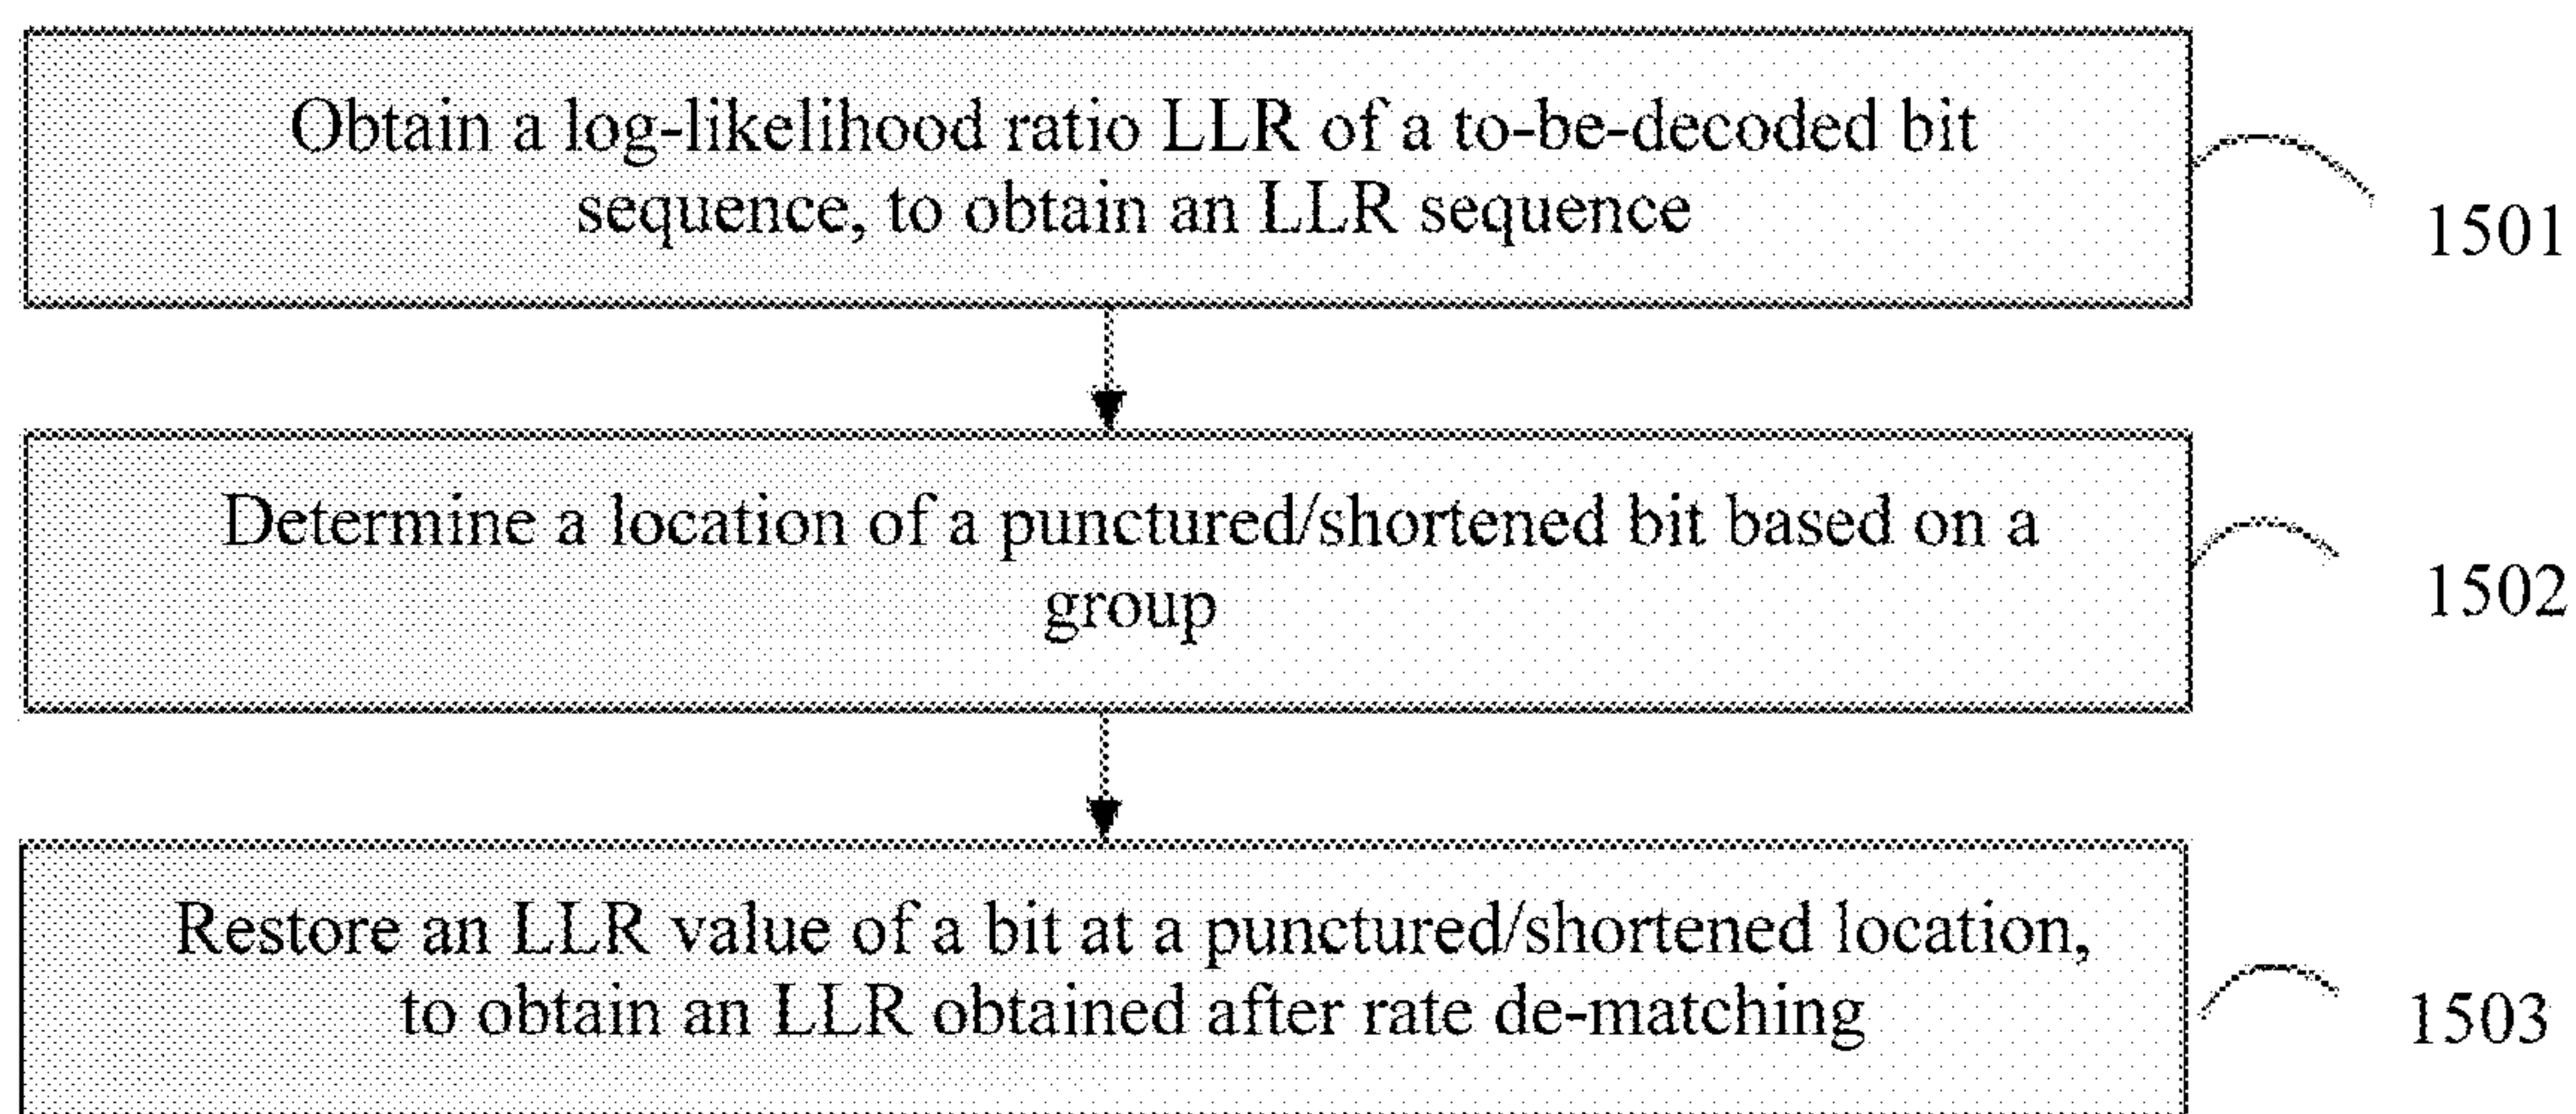 Obtain a log-likelihood ratio LLR of a to-be-decoded bit
sequence, to obtain an LLR sequence
1501
Determine a location of a punctured/shortened bit based on a
group
1502
Restore an LLR value of a bit at a punctured/shortened location,
to obtain an LLR obtained after rate de-matching
1503